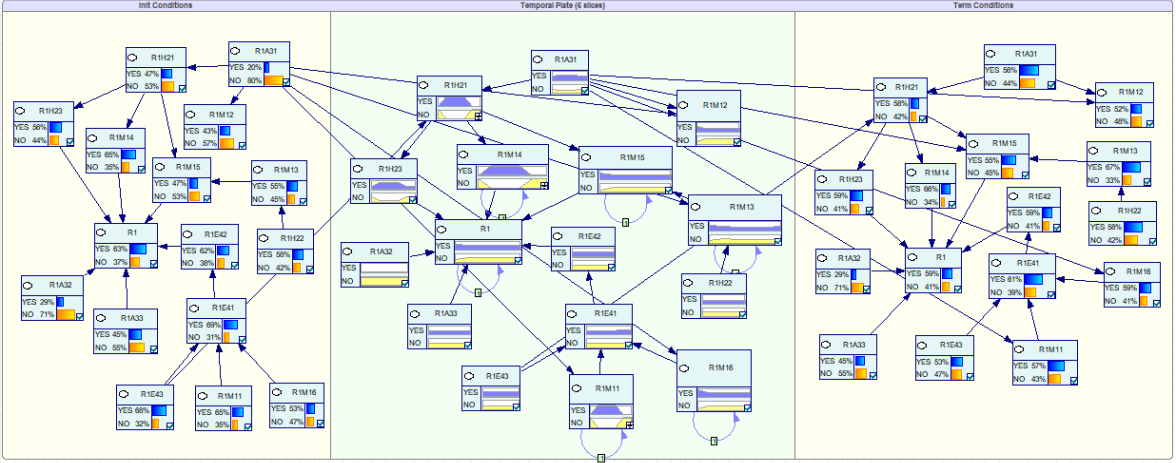 Init Conditions
Temporal Plate (6 slices)
Term Conditions
R1H21
YES 47%
NO 53%
R1A31
YES 20%
NO 80%
R1H23
YES 56%
NO 44%
R1M12
YES 43%
NO 57%
R1M14
YES 65%
NO 35%
R1M15
YES 47%
NO 53%
R1M13
YES 55%
NO 45%
R1
YES 63%
NO 37%
R1E42
YES 62%
NO 38%
R1H22
YES 58%
NO 42%
R1A32
YES 29%
NO 71%
R1A33
YES 45%
NO 55%
R1E41
YES 69%
NO 31%
R1E43
YES 68%
NO 32%
R1M11
YES 65%
NO 35%
R1M16
YES 53%
NO 47%
R1A31
YES
NO
R1H21
YES
NO
R1M12
YES
NO
R1M14
YES
NO
R1M15
YES
NO
R1H23
YES
NO
R1M13
YES
NO
R1
YES
NO
R1E42
YES
NO
R1A32
YES
NO
R1H22
YES
NO
R1A33
YES
NO
R1E41
YES
NO
R1E43
YES
NO
R1M11
YES
NO
R1M16
YES
NO
1
1
1
1
R1A31
YES 56%
NO 44%
R1H21
YES 58%
NO 42%
R1M12
YES 52%
NO 48%
R1M15
YES 55%
NO 45%
R1M13
YES 67%
NO 33%
R1H23
YES 59%
NO 41%
R1M14
YES 66%
NO 34%
R1E42
YES 59%
NO 41%
R1H22
YES 58%
NO 42%
R1A32
YES 29%
NO 71%
R1
YES 59%
NO 41%
R1E41
YES 61%
NO 39%
R1M16
YES 59%
NO 41%
R1A33
YES 45%
NO 55%
R1E43
YES 53%
NO 47%
R1M11
YES 57%
NO 43%